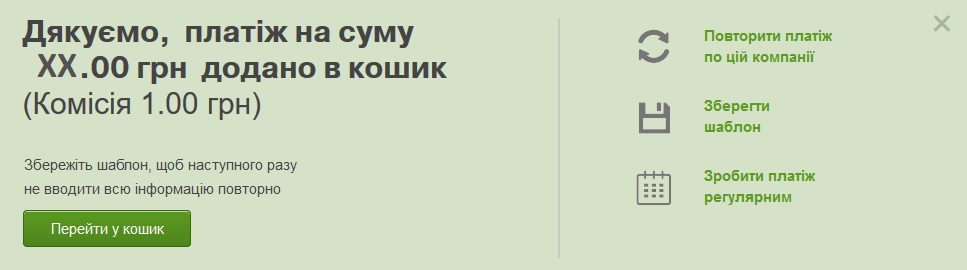 Дякуємо, платіж на суму
XX.00 грн додано в кошик
(Комісія 1.00 грн)
Збережіть шаблон, щоб наступного разу
не вводити всю інформацію повторно
Перейти у кошик
Повторити платіж
по цій компанії
Зберегти
шаблон
Зробити платіж
регулярним